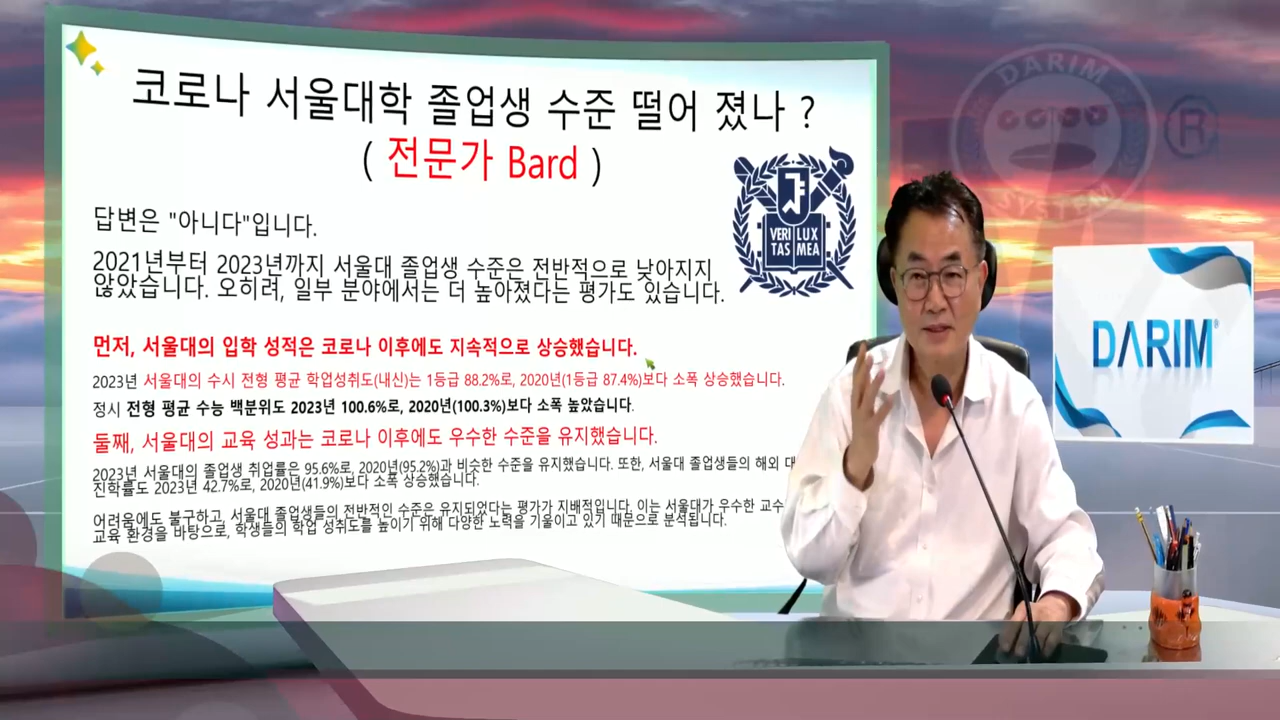 코로나 서울대학 졸업생 수준 떨어 졌나 ?
( 전문가 Bard )
답변은 "아니다"입니다.
2021년부터 2023년까지 서울대 졸업생 수준은 전반적으로 낮아지지
않았습니다. 오히려, 일부 분야에서는 더 높아졌다는 평가도 있습니다.
먼저, 서울대의 입학 성적은 코로나 이후에도 지속적으로 상승했습니다.
2023년 서울대의 수시 전형 평균 학업성취도(내신)는 1등급 88.2%로, 2020년(1등급 87.4%)보다 소폭 상승했습니다.
정시 전형 평균 수능 백분위도 2023년 100.6%로, 2020년(100.3%)보다 소폭 높았습니다.
둘째, 서울대의 교육 성과는 코로나 이후에도 우수한 수준을 유지했습니다.
2023년 서울대의 졸업생 취업률은 95.6%로, 2020년(95.2%)과 비슷한 수준을 유지했습니다. 또한, 서울대 졸업생들의 해외 대
진학률도 2023년 42.7%로, 2020년(41.9%)보다 소폭 상승했습니다.
어려움에도 불구하고, 서울대 졸업생들의 전반적인 수준은 유지되었다는 평가가 지배적입니다. 이는 서울대가 우수한 교수
교육 환경을 바탕으로, 학생들의 학업 성취도를 높이기 위해 다양한 노력을 기울이고 있기 때문으로 분석됩니다.
VERI LUX
TAS MEA
DARIM
SYSTEM
®
DARIM®